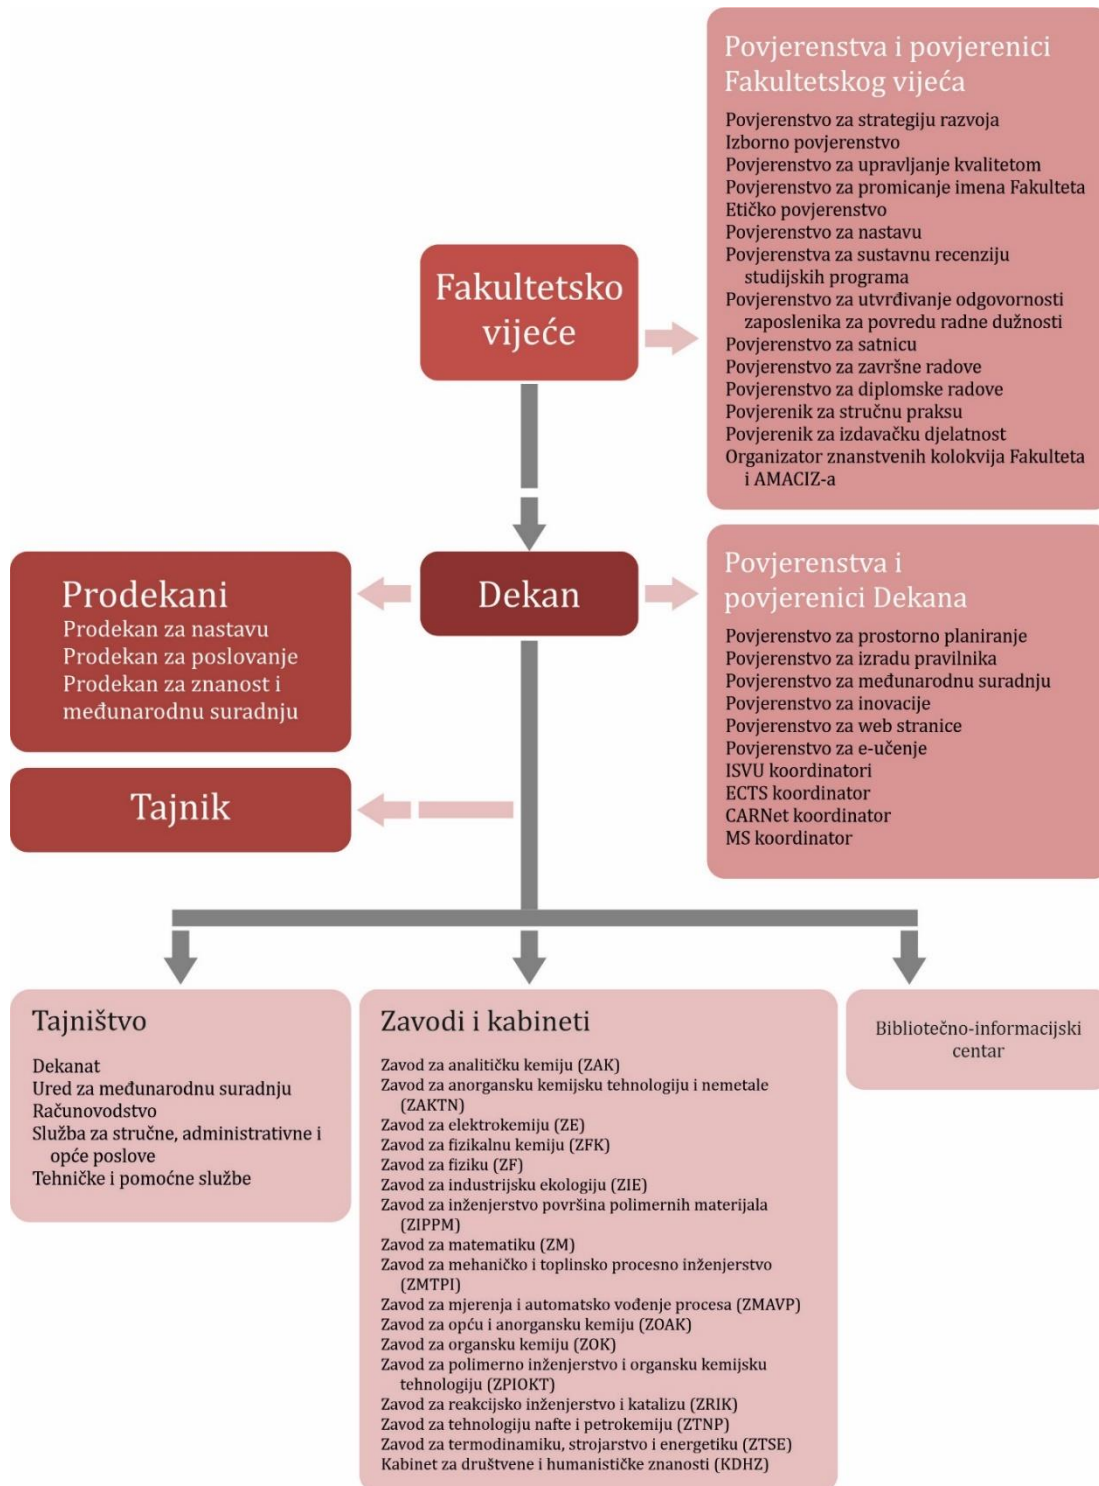 Povjerenstva i povjerenici
Fakultetskog vijeća
Povjerenstvo za strategiju razvoja
Izborno povjerenstvo
Povjerenstvo za upravljanje kvalitetom
Povjerenstvo za promicanje imena Fakulteta
Etičko povjerenstvo
Povjerenstvo za nastavu
Povjerenstva za sustavnu recenziju
studijskih programa
Povjerenstvo za utvrđivanje odgovornosti
zaposlenika za povredu radne dužnosti
Povjerenstvo za satnicu
Povjerenstvo za završne radove
Povjerenstvo za diplomske radove
Povjerenik za stručnu praksu
Povjerenik za izdavačku djelatnost
Organizator znanstvenih kolokvija Fakulteta
i AMACIZ-a
Fakultetsko
vijeće
Prodekani
Prodekan za nastavu
Prodekan za poslovanje
Prodekan za znanost i
međunarodnu suradnju
Dekan
Povjerenstva i
povjerenici Dekana
Povjerenstvo za prostorno planiranje
Povjerenstvo za izradu pravilnika
Povjerenstvo za međunarodnu suradnju
Povjerenstvo za inovacije
Povjerenstvo za web stranice
Povjerenstvo za e-učenje
ISVU koordinatori
ECTS koordinator
CARNet koordinator
MS koordinator
Tajnik
Tajništvo
Dekanat
Ured za međunarodnu suradnju
Računovodstvo
Služba za stručne, administrativne i
opće poslove
Tehničke i pomoćne službe
Zavodi i kabineti
Zavod za analitičku kemiju (ZAK)
Zavod za anorgansku kemijsku tehnologiju i nemetale
(ZAKTN)
Zavod za elektrokemiju (ZE)
Zavod za fizikalnu kemiju (ZFK)
Zavod za fiziku (ZF)
Zavod za industrijsku ekologiju (ZIE)
Zavod za inženjerstvo površina polimernih materijala
(ZIPPM)
Zavod za matematiku (ZM)
Zavod za mehaničko i toplinsko procesno inženjerstvo
(ZMTPI)
Zavod za mjerenja i automatsko vođenje procesa (ZMAVP)
Zavod za opću i anorgansku kemiju (ZOAK)
Zavod za organsku kemiju (ZOK)
Zavod za polimerno inženjerstvo i organsku kemijsku
tehnologiju (ZPIOKT)
Zavod za reakcijsko inženjerstvo i katalizu (ZRIK)
Zavod za tehnologiju nafte i petrokemiju (ZTNP)
Zavod za termodinamiku, strojarstvo i energetiku (ZTSE)
Kabinet za društvene i humanističke znanosti (KDHZ)
Bibliotečno-informacijski
centar